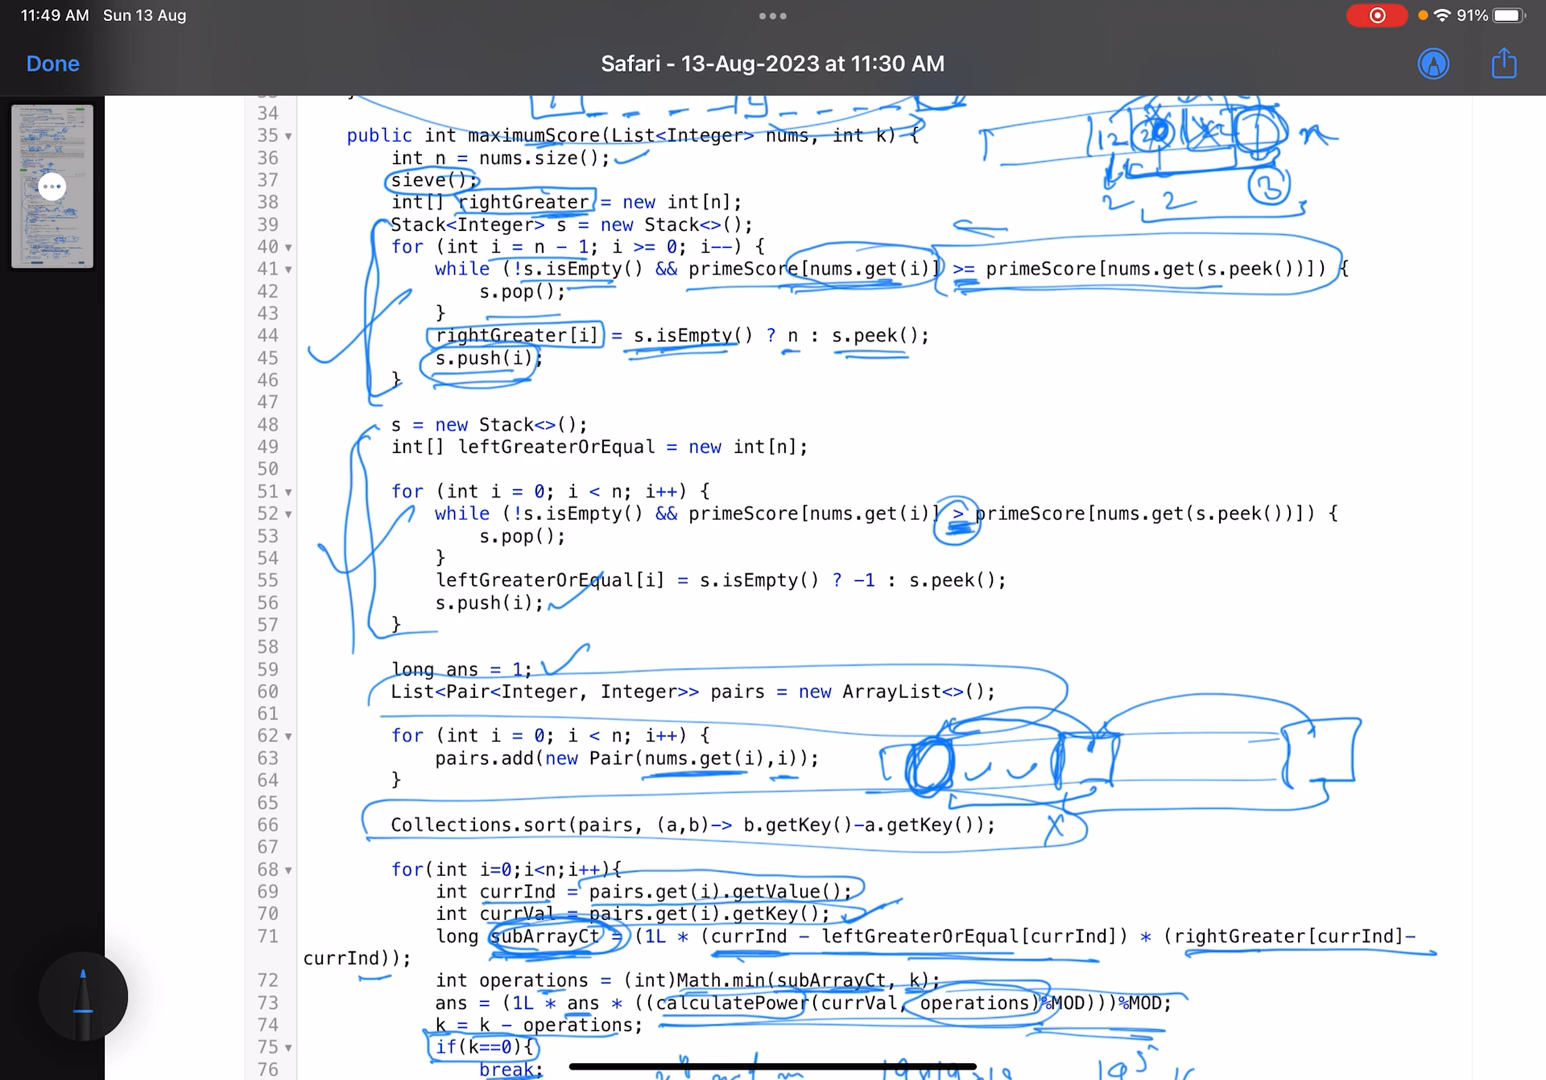 11:49 AM Sun 13 Aug
91%
Done
Safari - 13-Aug-2023 at 11:30 AM
34
35 public int maximumScore(List<Integer> nums, int k) {
36 int n = nums.size();
37 sieve();
38 int[] rightGreater = new int[n];
39 Stack<Integer> s = new Stack<>();
40 for (int i = n - 1; i >= 0; i--) {
41 while (!s.isEmpty() && primeScore[nums.get(i)] >= primeScore[nums.get(s.peek())]) {
42 s.pop();
43 }
44 rightGreater[i] = s.isEmpty() ? n : s.peek();
45 s.push(i);
46 }
47
48 s = new Stack<>();
49 int[] leftGreaterOrEqual = new int[n];
50
51 for (int i = 0; i < n; i++) {
52 while (!s.isEmpty() && primeScore[nums.get(i)] > primeScore[nums.get(s.peek())]) {
53 s.pop();
54 }
55 leftGreaterOrEqual[i] = s.isEmpty() ? -1 : s.peek();
56 s.push(i);
57 }
58
59 long ans = 1;
60 List<Pair<Integer, Integer>> pairs = new ArrayList<>();
61
62 for (int i = 0; i < n; i++) {
63 pairs.add(new Pair(nums.get(i),i));
64 }
65
66 Collections.sort(pairs, (a,b)-> b.getKey()-a.getKey());
67
68 for(int i=0;i<n;i++){
69 int currInd = pairs.get(i).getValue();
70 int currVal = pairs.get(i).getKey();
71 long subArrayCt = (1L * (currInd - leftGreaterOrEqual[currInd]) * (rightGreater[currInd]-
currInd));
72 int operations = (int)Math.min(subArrayCt, k);
73 ans = (1L * ans * ((calculatePower(currVal, operations)%MOD)))%MOD;
74 k = k - operations;
75 if(k==0){
76 break;
12
n
2 2 3
X